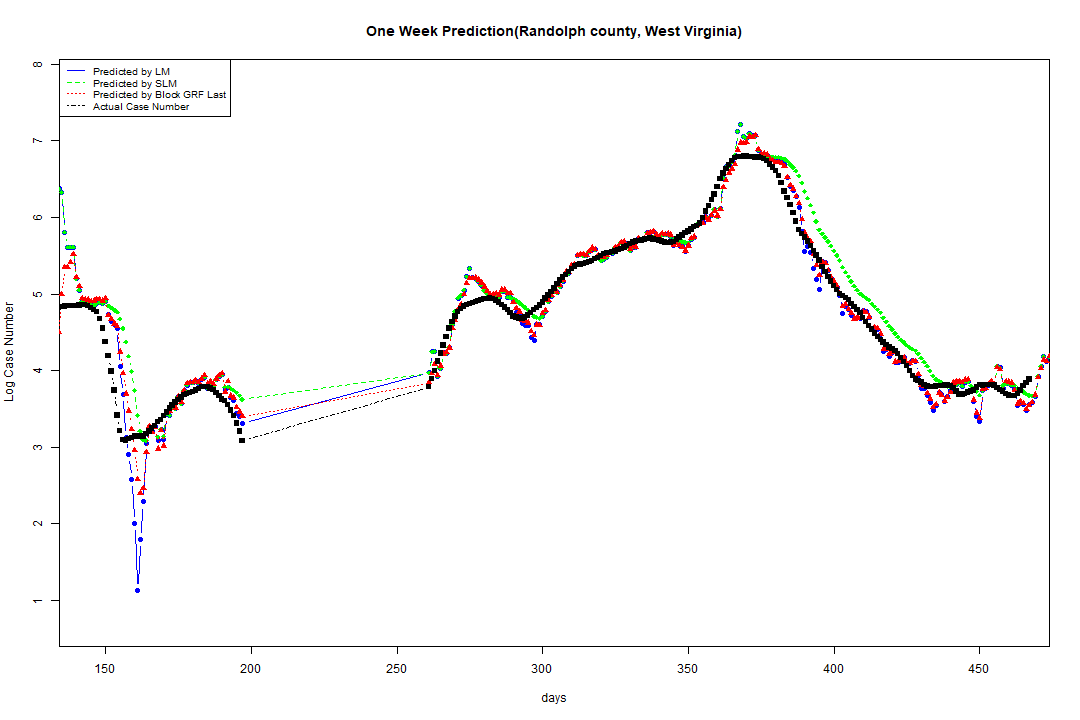 One Week Prediction(Randolph county, West Virginia)
Predicted by LM
Predicted by SLM
Predicted by Block GRF Last
Actual Case Number
8
7
6
5
4
3
2
1
Log Case Number
150 200 250 300 350 400 450
days